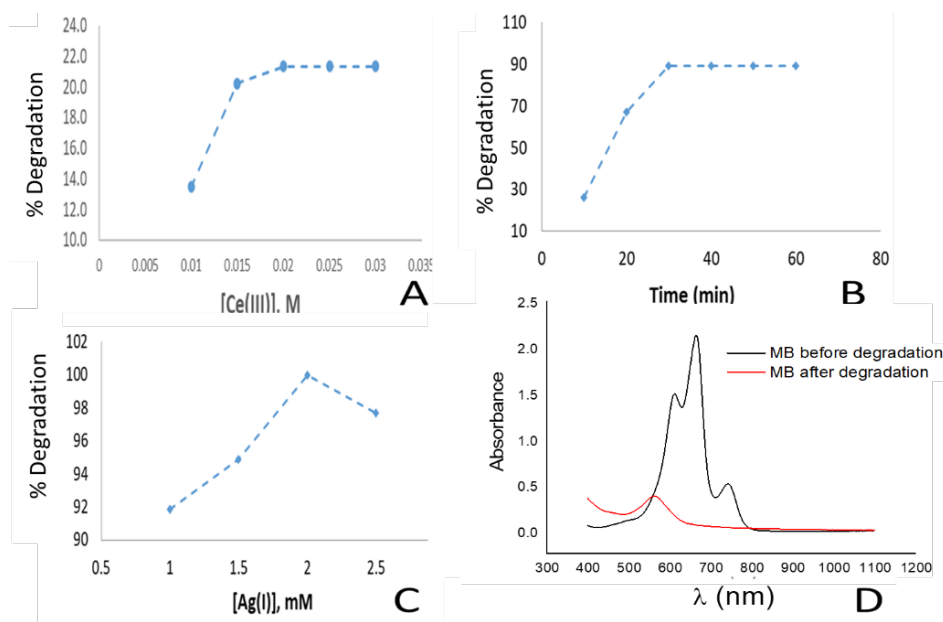 24.0
22.0
20.0
18.0
16.0
14.0
12.0
10.0
% Degradation
0 0.005 0.01 0.015 0.02 0.025 0.03 0.035
[Ce(III)], M
A
110
90
70
50
30
10
% Degradation
0 20 40 60 80
Time (min)
B
102
100
98
96
94
92
90
% Degradation
0.5 1 1.5 2 2.5
[Ag(I)], mM
C
2.5
2.0
1.5
1.0
0.5
0.0
Absorbance
MB before degradation
MB after degradation
300 400 500 600 700 800 900 1000 1100 1200
λ (nm)
D